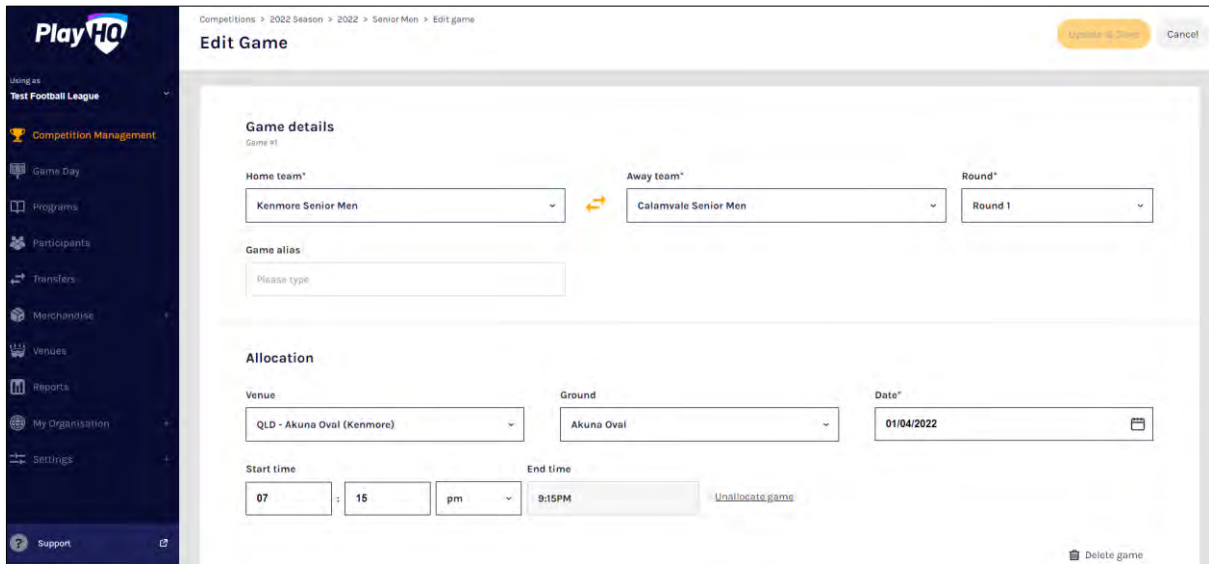 PlayHQ
Using as
Test Football League
Competition Management
Game Day
Programs
Participants
Transfers
Merchandise +
Venues
Reports
My Organisation +
Settings +
? Support
Competitions > 2022 Season > 2022 > Senior Men > Edit game
Edit Game
Update & Save Cancel
Game details
Game #1
Home team* Away team* Round*
Kenmore Senior Men Calamvale Senior Men Round 1
Game alias
Please type
Allocation
Venue Ground Date*
QLD - Akuna Oval (Kenmore) Akuna Oval 01/04/2022
Start time End time
07 : 15 pm 9:15PM Unallocate game
Delete game